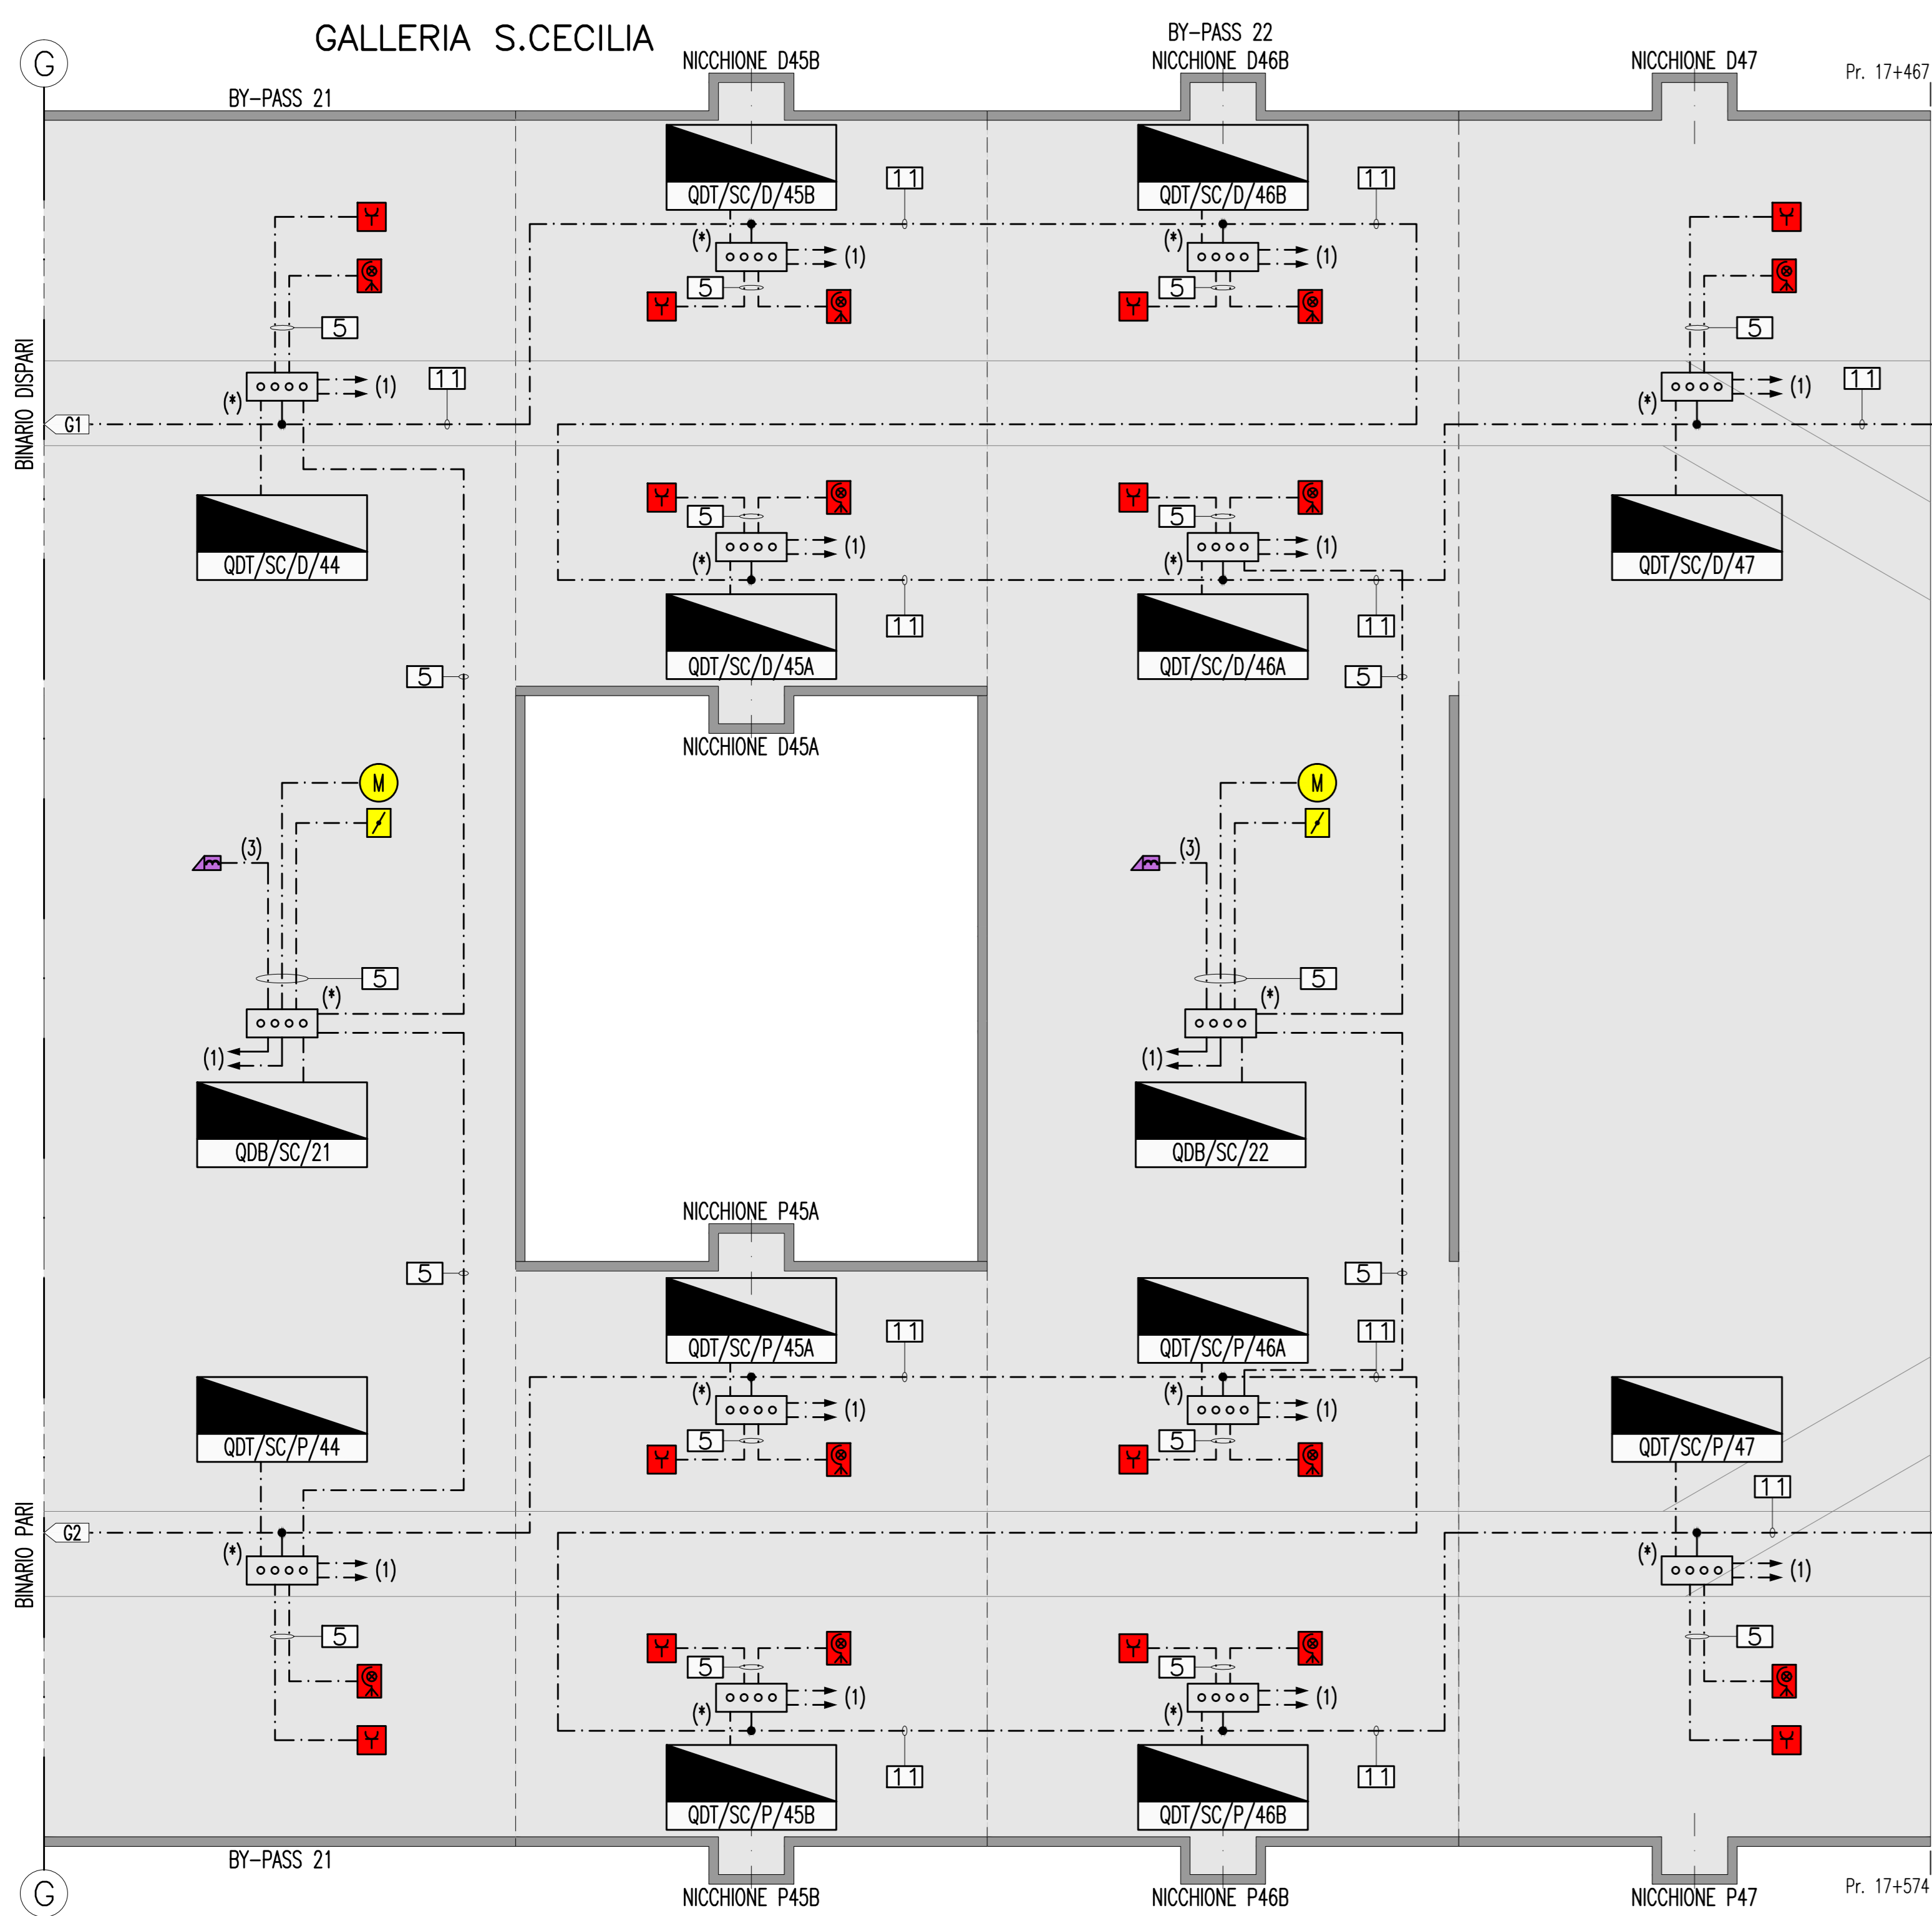 GALLERIA S.CECILIA
BY-PASS 22
G
NICCHIONE D45B
NICCHIONE D46B
NICCHIONE D47
Pr. 17+467
BY-PASS 21
QDT/SC/D/45B
11
QDT/SC/D/46B
11
(*)
(1)
(*)
(1)
5
5
5
5
BINARIO DISPARI
(1)
11
(*)
(1)
11
(*)
G1
5
5
(1)
(1)
(*)
(*)
QDT/SC/D/44
QDT/SC/D/47
11
11
QDT/SC/D/45A
QDT/SC/D/46A
5
5
NICCHIONE D45A
M
M
(3)
(3)
5
5
(*)
(*)
(1)
(1)
QDB/SC/21
QDB/SC/22
NICCHIONE P45A
5
5
11
11
QDT/SC/P/45A
QDT/SC/P/46A
(*)
(1)
(*)
(1)
5
5
QDT/SC/P/44
QDT/SC/P/47
11
BINARIO PARI
G2
(*)
(1)
(*)
(1)
5
5
5
5
(*)
(1)
(*)
(1)
11
11
QDT/SC/P/45B
QDT/SC/P/46B
BY-PASS 21
G
NICCHIONE P45B
NICCHIONE P46B
NICCHIONE P47
Pr. 17+574